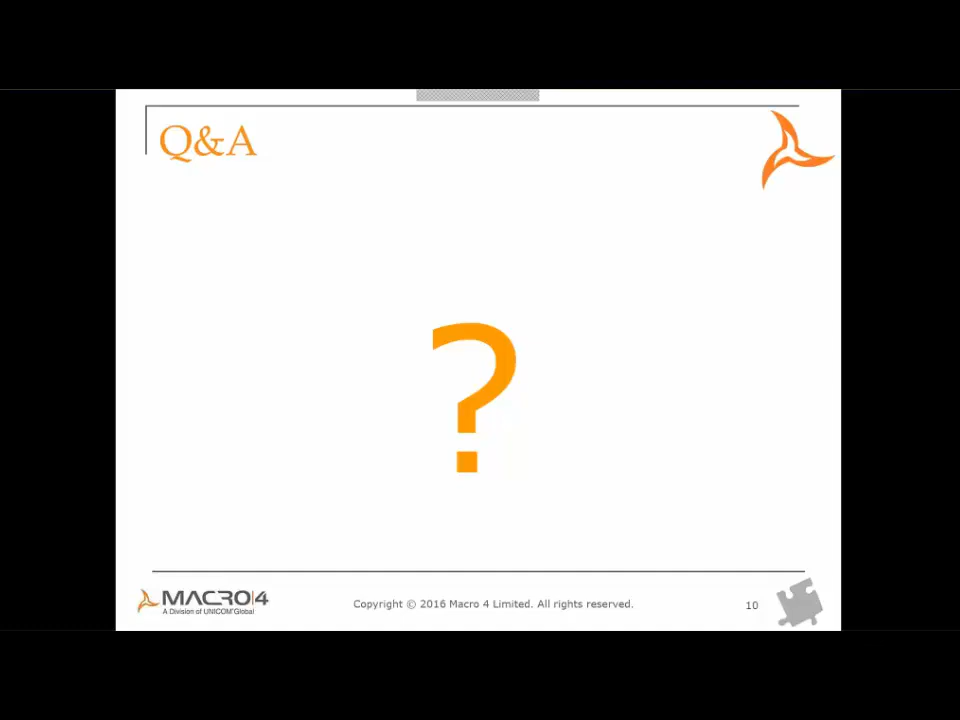 Q&A
?
MACRO|4
A Division of UNICOM Global
Copyright © 2016 Macro 4 Limited. All rights reserved.
10